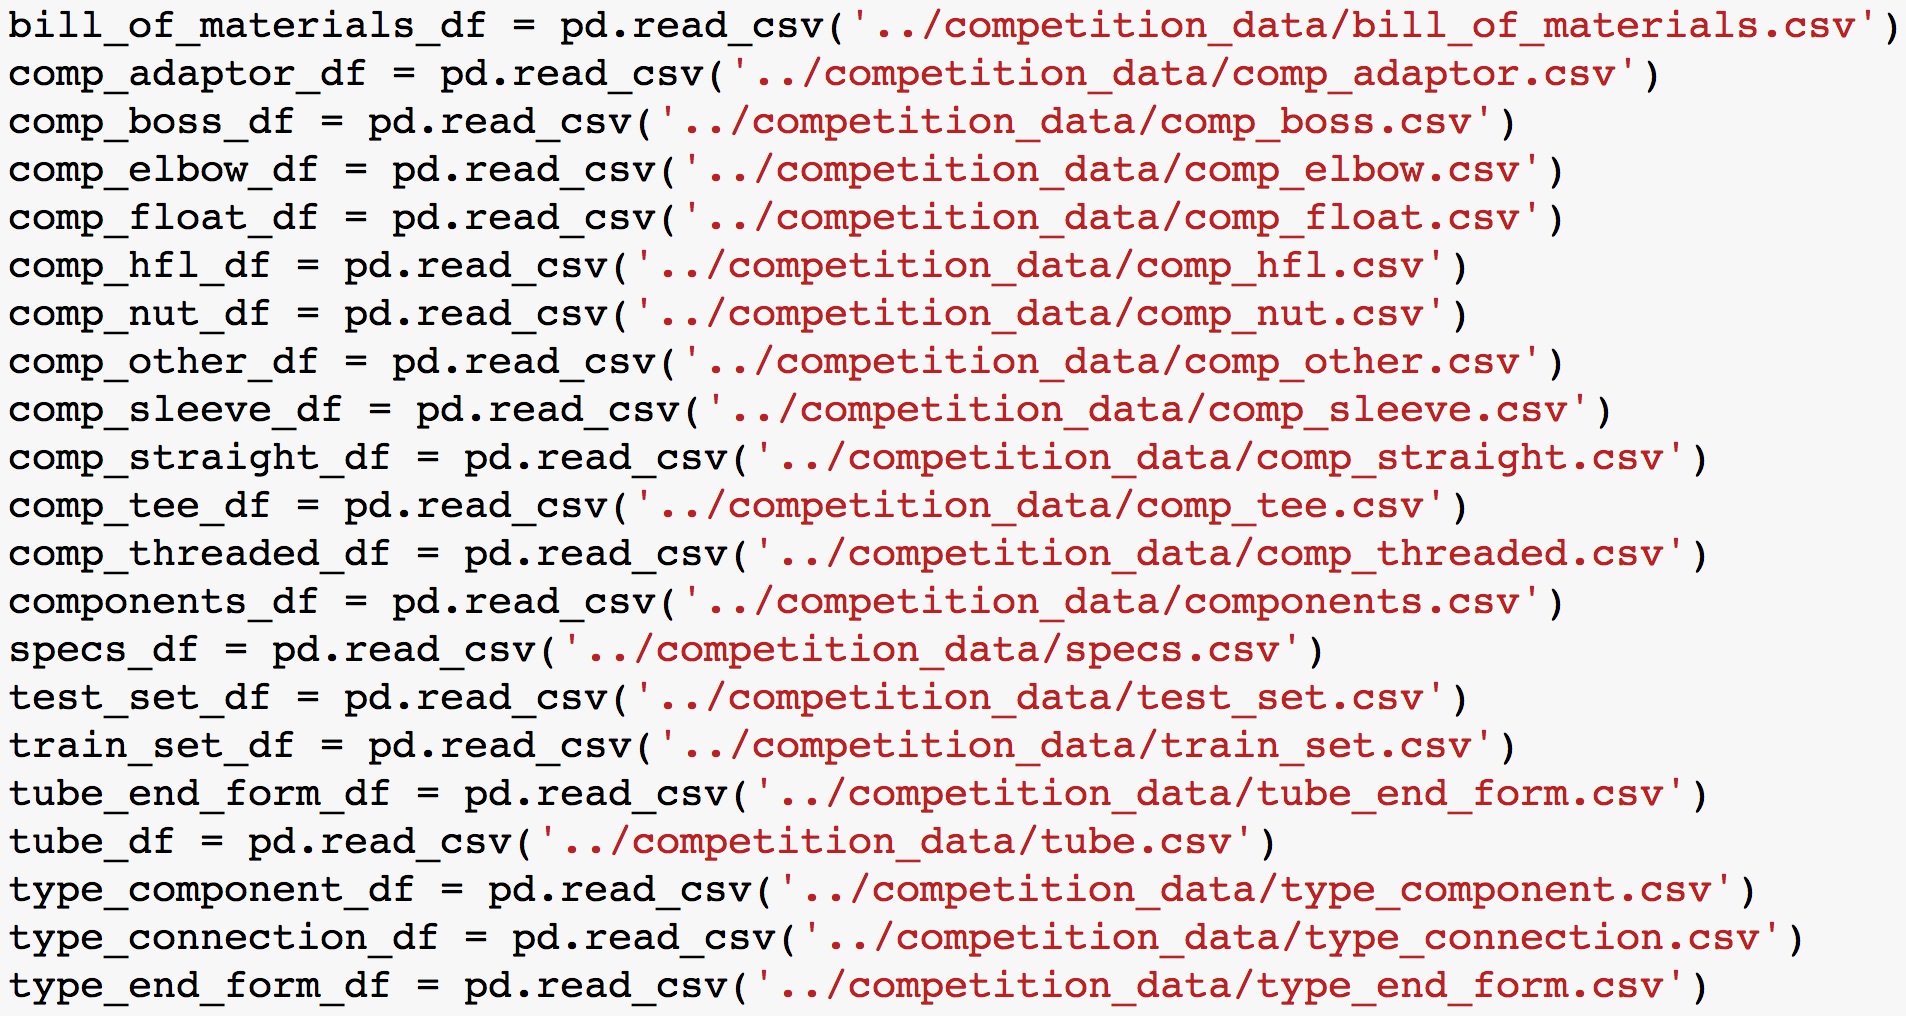 bill_of_materials_df = pd.read_csv('../competition_data/bill_of_materials.csv')
comp_adaptor_df = pd.read_csv('../competition_data/comp_adaptor.csv')
comp_boss_df = pd.read_csv('../competition_data/comp_boss.csv')
comp_elbow_df = pd.read_csv('../competition_data/comp_elbow.csv')
comp_float_df = pd.read_csv('../competition_data/comp_float.csv')
comp_hfl_df = pd.read_csv('../competition_data/comp_hfl.csv')
comp_nut_df = pd.read_csv('../competition_data/comp_nut.csv')
comp_other_df = pd.read_csv('../competition_data/comp_other.csv')
comp_sleeve_df = pd.read_csv('../competition_data/comp_sleeve.csv')
comp_straight_df = pd.read_csv('../competition_data/comp_straight.csv')
comp_tee_df = pd.read_csv('../competition_data/comp_tee.csv')
comp_threaded_df = pd.read_csv('../competition_data/comp_threaded.csv')
components_df = pd.read_csv('../competition_data/components.csv')
specs_df = pd.read_csv('../competition_data/specs.csv')
test_set_df = pd.read_csv('../competition_data/test_set.csv')
train_set_df = pd.read_csv('../competition_data/train_set.csv')
tube_end_form_df = pd.read_csv('../competition_data/tube_end_form.csv')
tube_df = pd.read_csv('../competition_data/tube.csv')
type_component_df = pd.read_csv('../competition_data/type_component.csv')
type_connection_df = pd.read_csv('../competition_data/type_connection.csv')
type_end_form_df = pd.read_csv('../competition_data/type_end_form.csv')